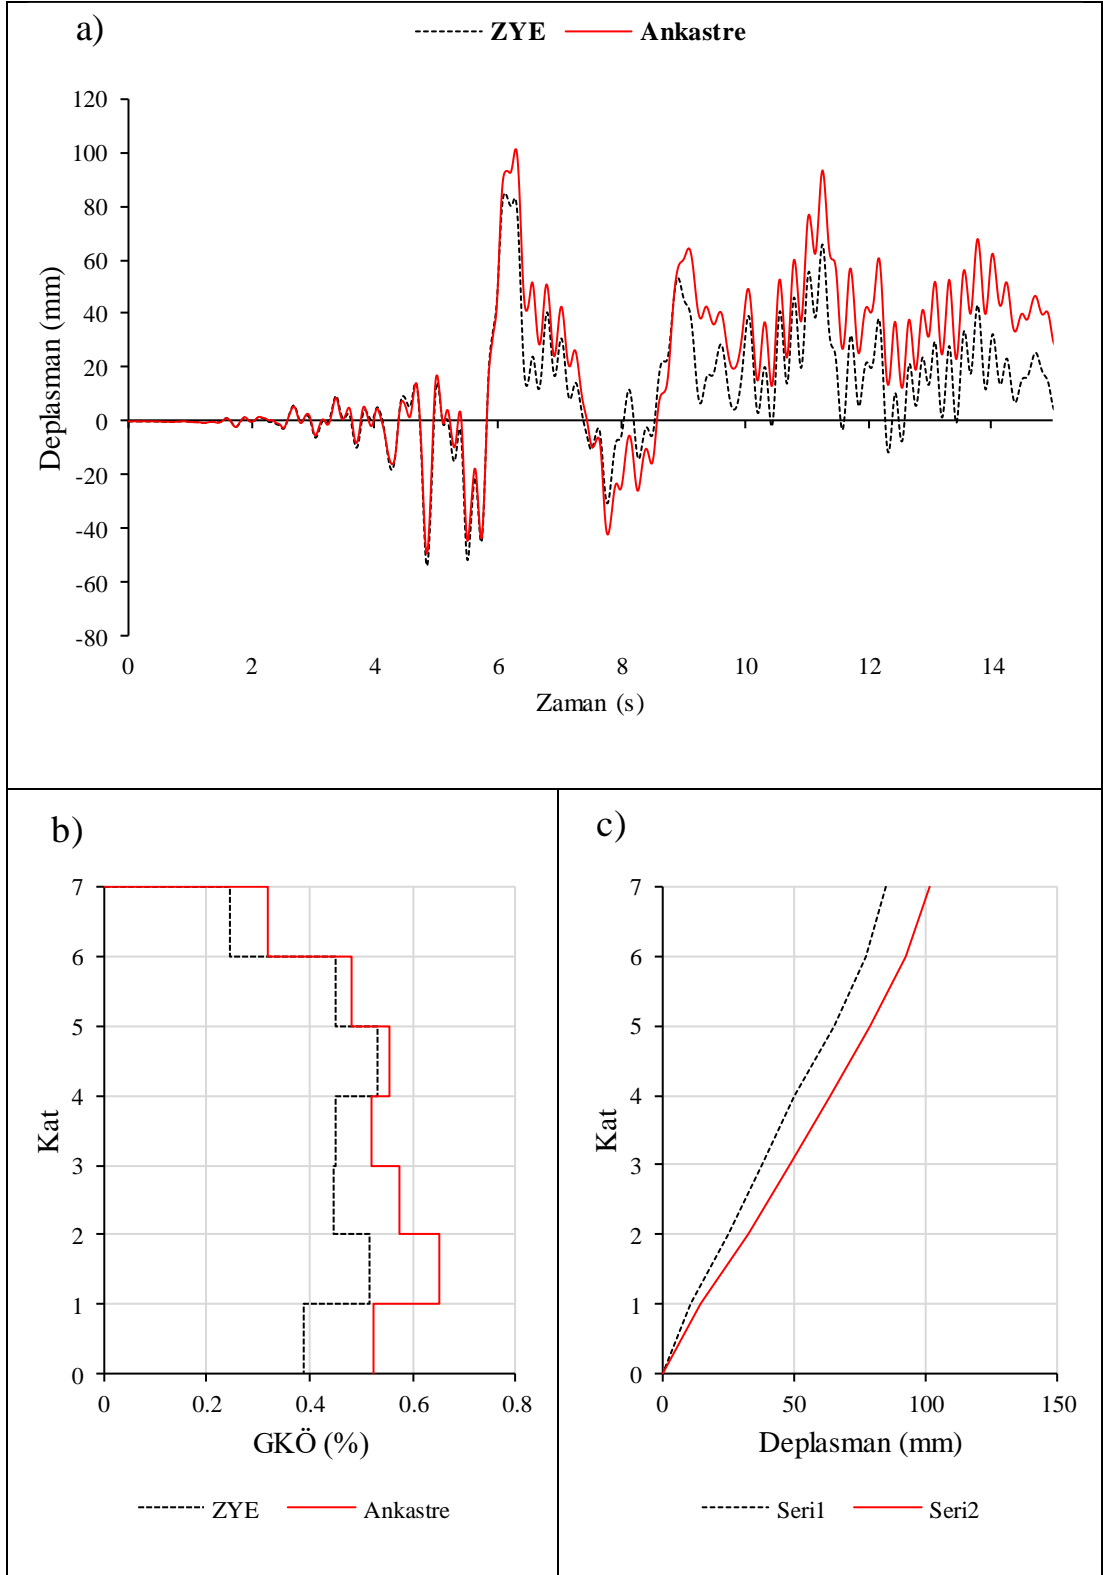 a)
ZYE
Ankastre
120
100
80
60
40
20
0
-20
-40
-60
-80
Deplasman (mm)
0 2 4 6 8 10 12 14
Zaman (s)
b)
7
6
5
4
3
2
1
0
Kat
0 0.2 0.4 0.6 0.8
GKÖ (%)
ZYE
Ankastre
c)
7
6
5
4
3
2
1
0
Kat
0 50 100 150
Deplasman (mm)
Seri1
Seri2